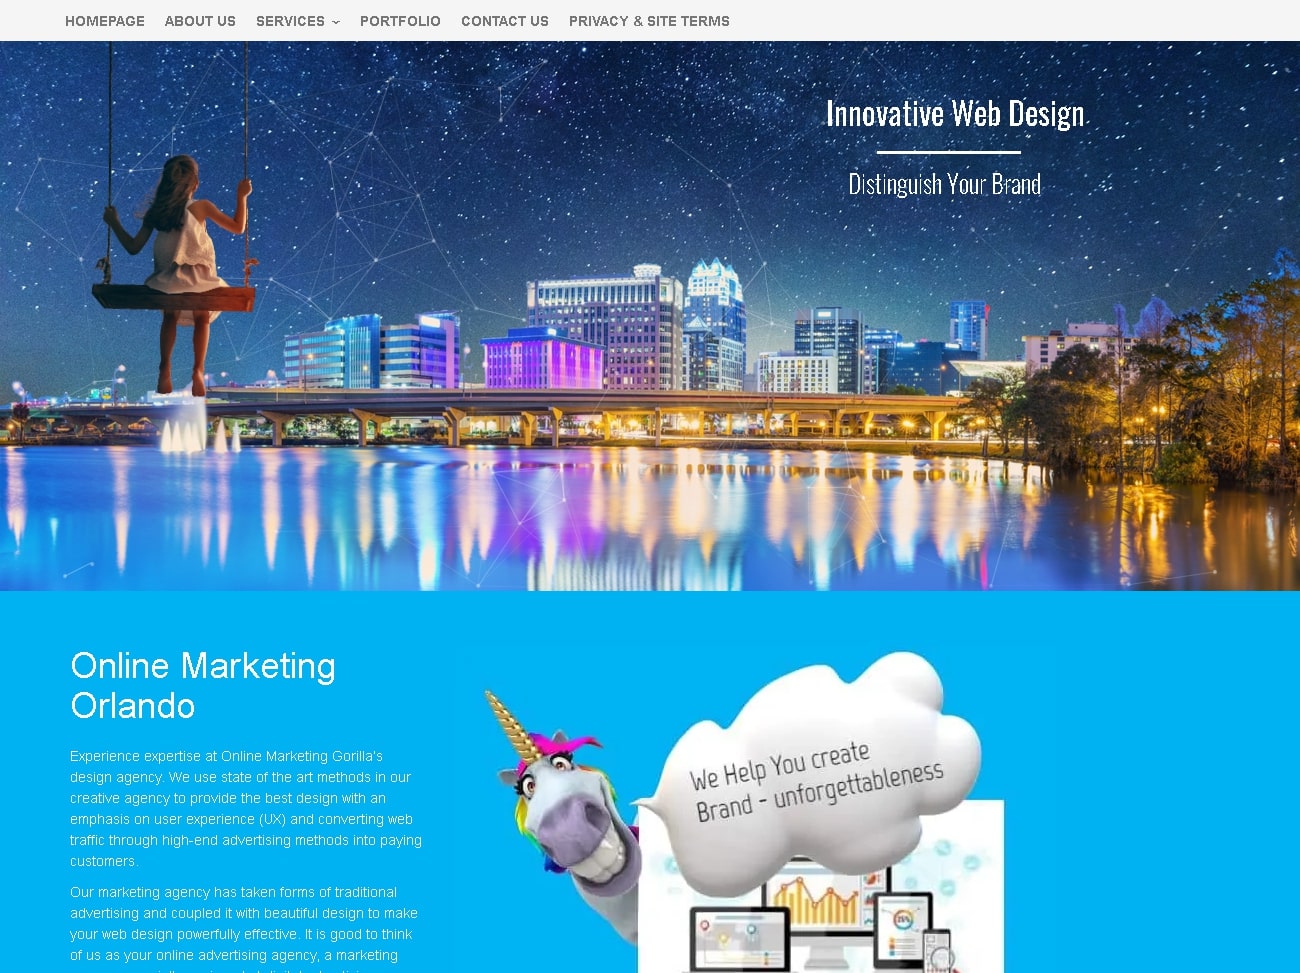 HOMEPAGE ABOUT US SERVICES PORTFOLIO CONTACT US PRIVACY & SITE TERMS
Innovative Web Design
Distinguish Your Brand
Online Marketing
Orlando
Experience expertise at Online Marketing Gorilla's
design agency. We use state of the art methods in our
creative agency to provide the best design with an
emphasis on user experience (UX) and converting web
traffic through high-end advertising methods into paying
customers.
Our marketing agency has taken forms of traditional
advertising and coupled it with beautiful design to make
your web design powerfully effective. It is good to think
of us as your online advertising agency, a marketing
We Help You create
Brand - unforgettableness